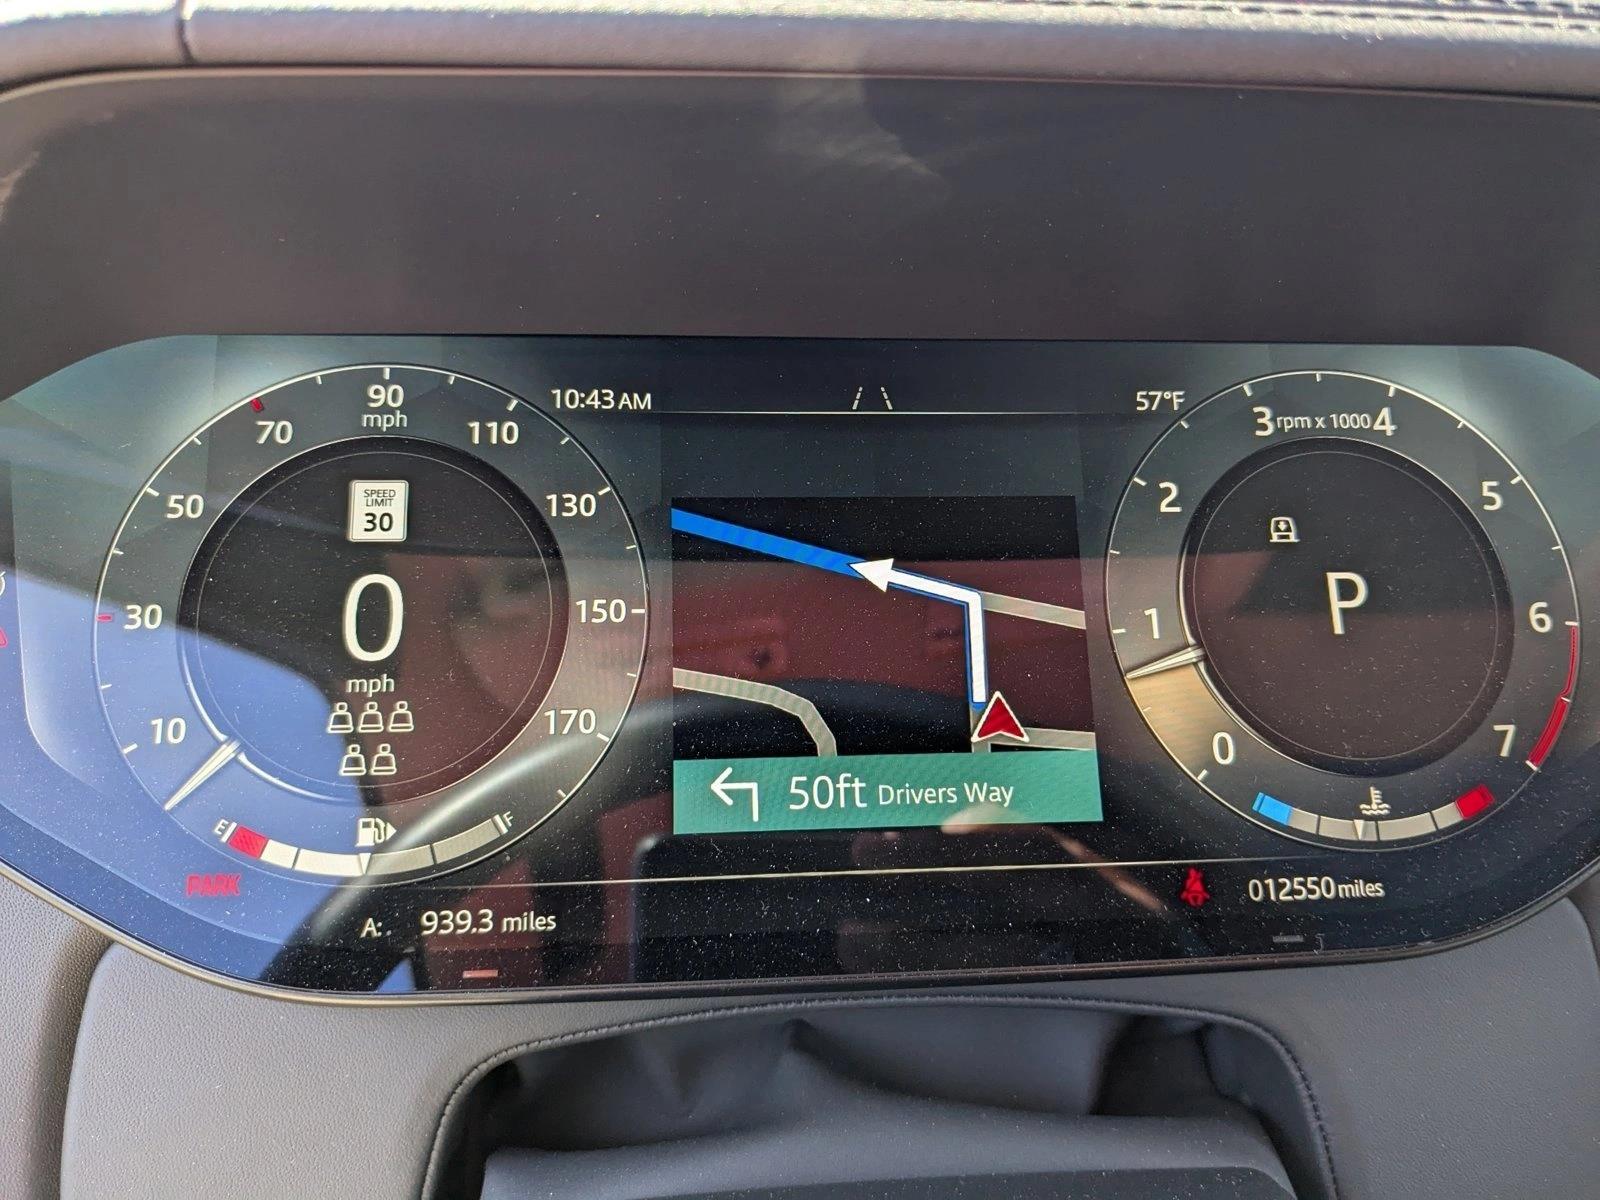 10:43 AM
57°F
10
30
50
70
90
mph
110
130
150
170
SPEED
LIMIT
30
0
mph
E
F
PARK
A:.
939.3 miles
50ft Drivers Way
0
1
2
3
rpm x 1000
4
5
6
7
P
012550 miles